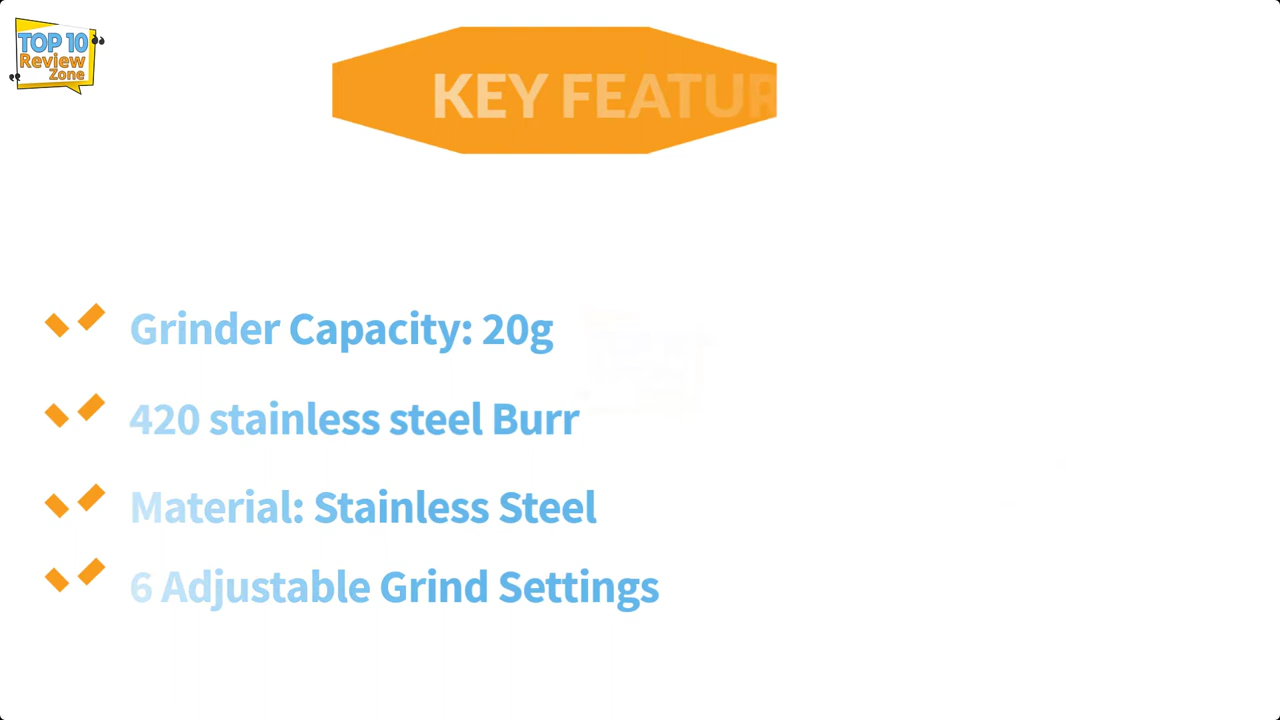 TOP 10
Review
Zone
KEY FEATUR
Grinder Capacity: 20g
420 stainless steel Burr
Material: Stainless Steel
6 Adjustable Grind Settings